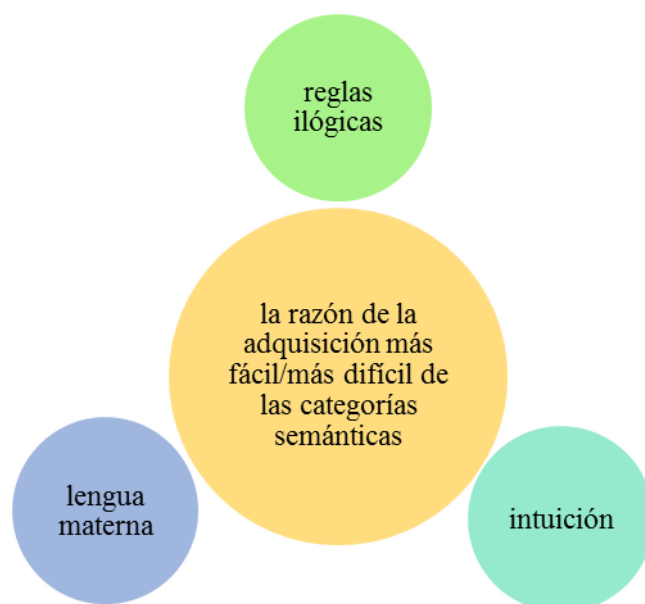 reglas
ilógicas
la razón de la
adquisición más
fácil/más difícil de
las categorías
semánticas
lengua
materna
intuición